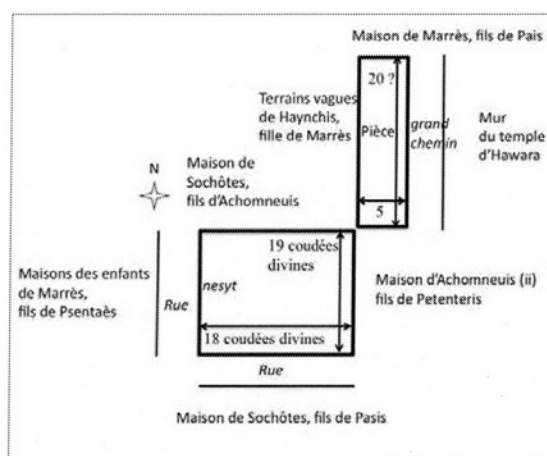 Maison de Marrès, fils de Pais
20 ?
Terrains vagues
de Haynchis,
fille de Marrès
Pièce
grand
chemin
Mur
du temple
d'Hawara
N
Maison de
Sochôtes,
fils d'Achomneuis
5
19 coudées
divines
Maisons des enfants
de Marrès,
fils de Psentaès
Rue
nesyt
Maison d'Achomneuis (ii)
fils de Petenteris
18 coudées divines
Rue
Maison de Sochôtes, fils de Pasis